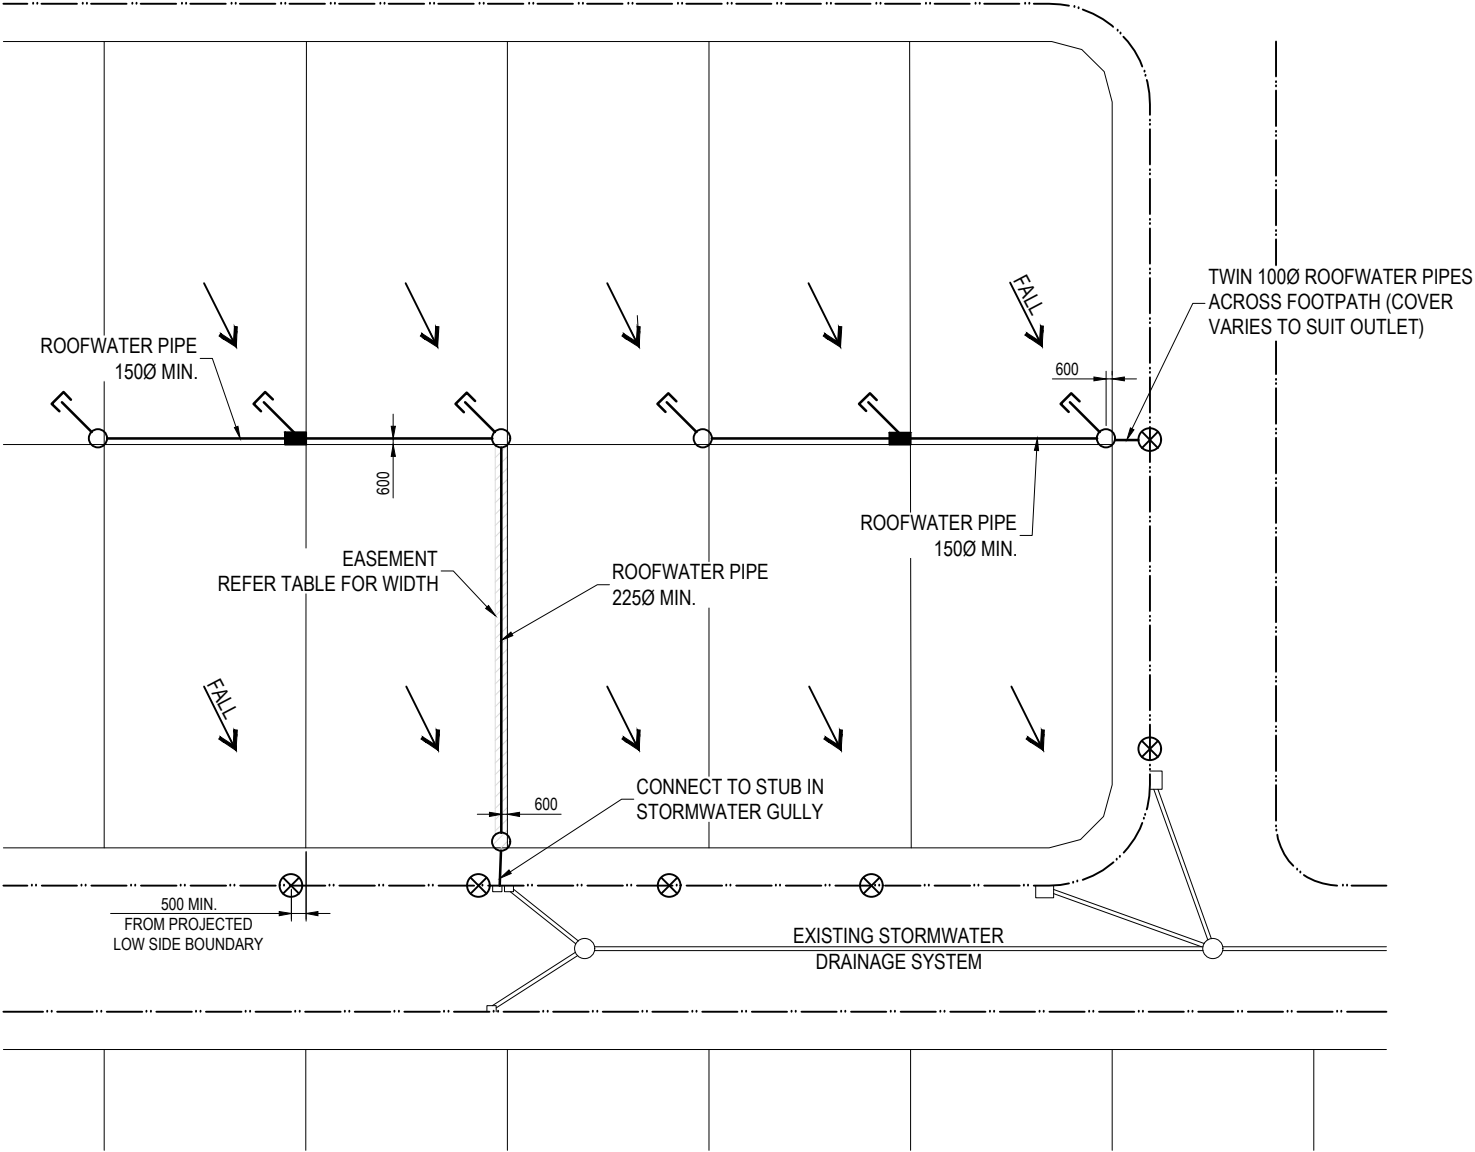 TWIN 100Ø ROOFWATER PIPES
ACROSS FOOTPATH (COVER
VARIES TO SUIT OUTLET)
FALL
ROOFWATER PIPE
150Ø MIN.
600
600
ROOFWATER PIPE
150Ø MIN.
EASEMENT
REFER TABLE FOR WIDTH
ROOFWATER PIPE
225Ø MIN.
FALL
CONNECT TO STUB IN
STORMWATER GULLY
600
500 MIN.
FROM PROJECTED
LOW SIDE BOUNDARY
EXISTING STORMWATER
DRAINAGE SYSTEM